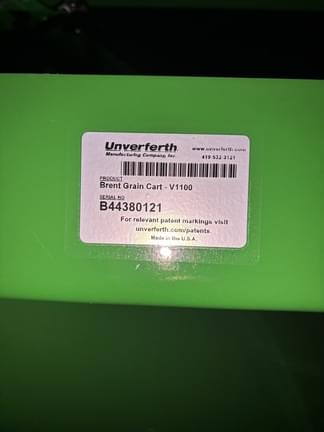 Unverferth www.unverferth.com
Manufacturing Company, Inc. 419-532-3121
PRODUCT
Brent Grain Cart - V1100
SERIAL NO
B44380121
For relevant patent markings visit
unverferth.com/patents
Made in the U.S.A.